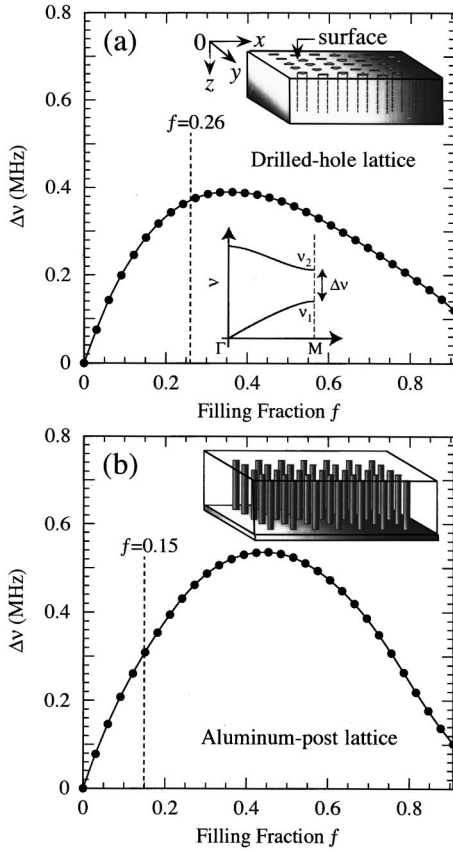 0.8
(a)
0
x
y
z
surface
0.6
f=0.26
Drilled-hole lattice
Δν (MHz)
0.4
ν
ν₂
Δν
ν₁
0.2
Γ
M
0
0
0.2
0.4
0.6
0.8
Filling Fraction f
0.8
(b)
0.6
f=0.15
Δν (MHz)
0.4
0.2
Aluminum-post lattice
0
0
0.2
0.4
0.6
0.8
Filling Fraction f